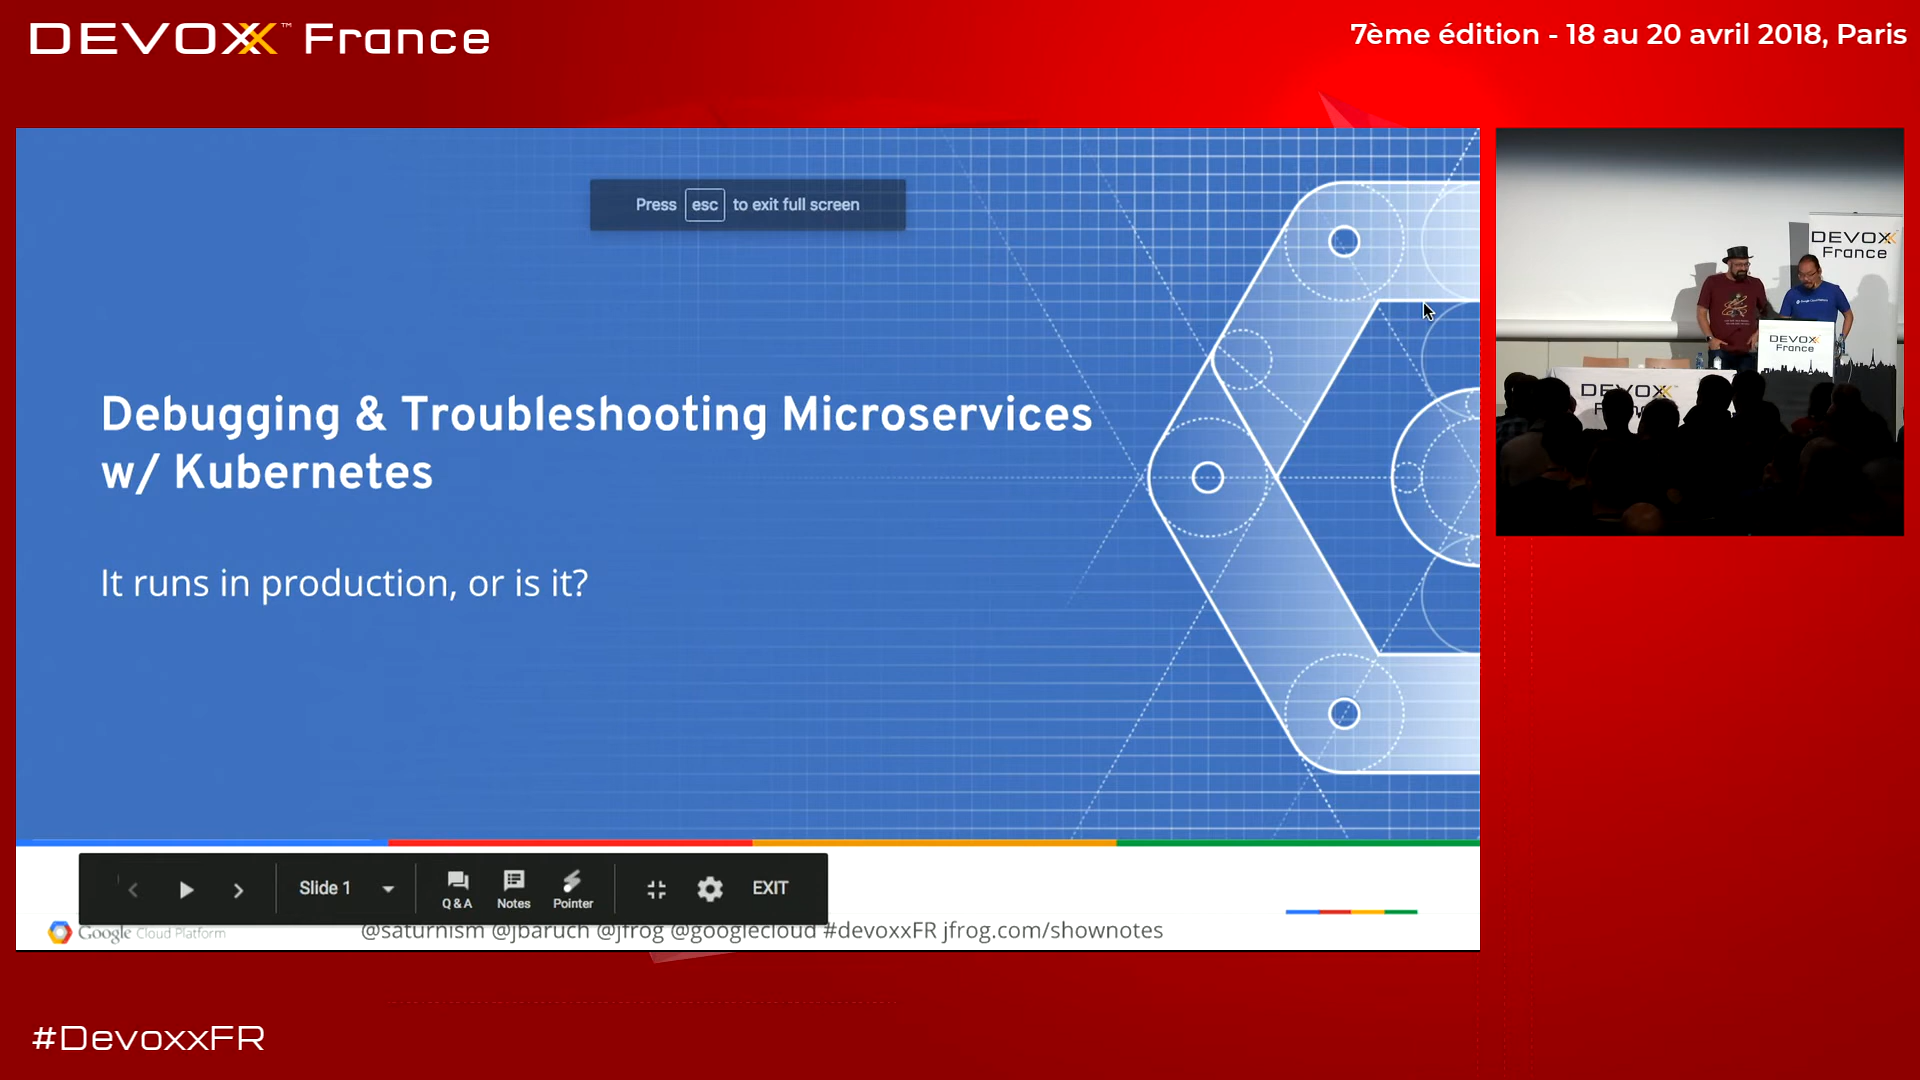 DEVOXX™ France
7ème édition - 18 au 20 avril 2018, Paris
Press esc to exit full screen
Debugging & Troubleshooting Microservices
w/ Kubernetes
It runs in production, or is it?
Slide 1
Q & A
Notes
Pointer
EXIT
Google Cloud Platform
@saturnism @jbaruch @jfrog @googlecloud #devoxxFR jfrog.com/shownotes
DEVOXX
France
DEVOXX
France
DEVOXX
#DevoxxFR